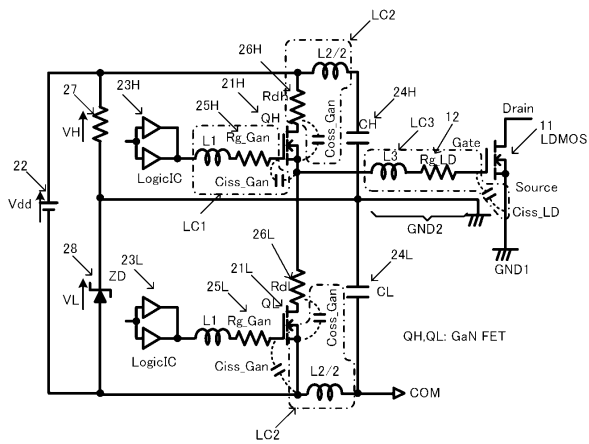 LC2
26H
L2/2
23H
21H
27
RdH
24H
25H
QH
Coss_Gan
CH
LC3
12
Drain
VH
L1
Rg_Gan
Gate
11
LDMOS
22
LogicIC
Ciss_Gan
L3
Rg_LD
Source
Vdd
LC1
Ciss_LD
GND2
26L
28
23L
21L
24L
GND1
ZD
25L
RdL
QL
Coss_Gan
CL
VL
L1
Rg_Gan
QH,QL: GaN FET
LogicIC
Ciss_Gan
L2/2
COM
LC2